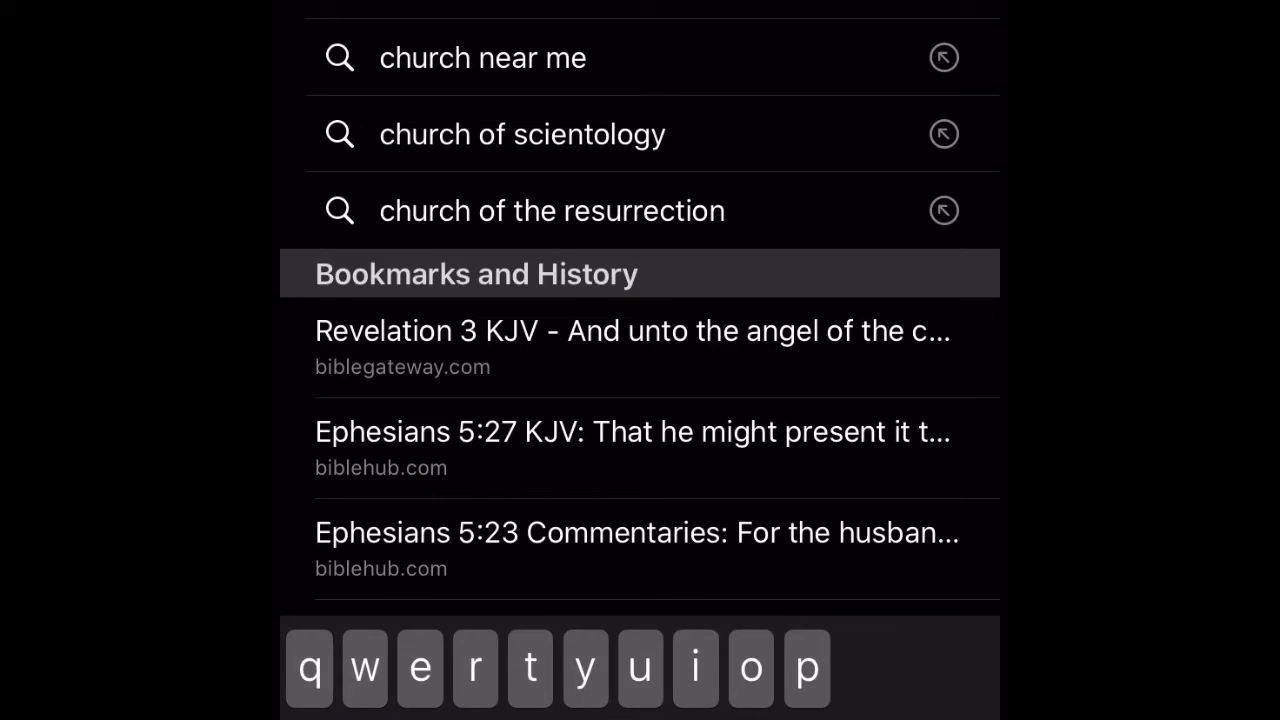 church near me
church of scientology
church of the resurrection
Bookmarks and History
Revelation 3 KJV - And unto the angel of the c...
biblegateway.com
Ephesians 5:27 KJV: That he might present it t...
biblehub.com
Ephesians 5:23 Commentaries: For the husban...
biblehub.com
q w e r t y u i o p